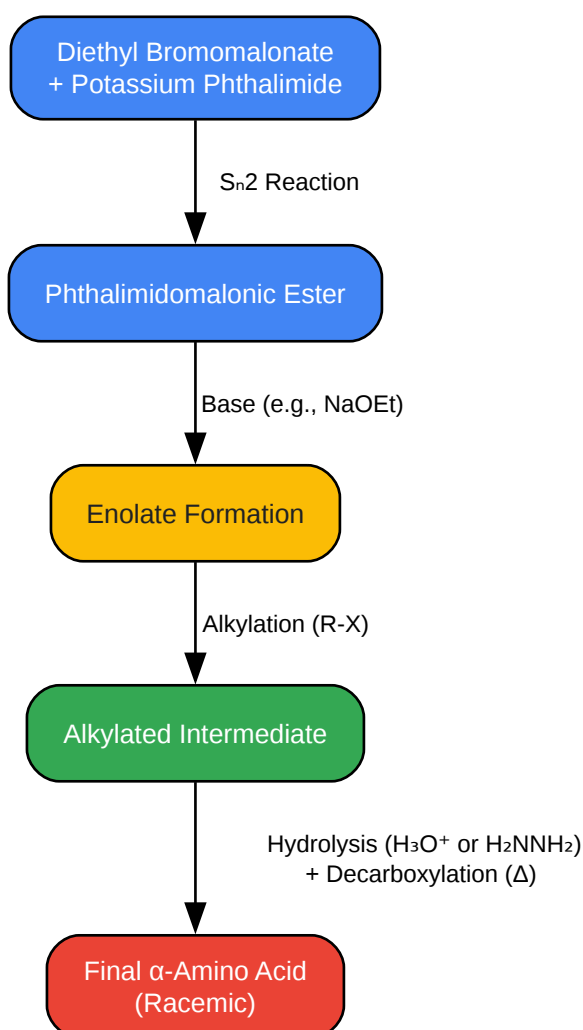 Diethyl Bromomalonate
+ Potassium Phthalimide
Sₙ2 Reaction
Phthalimidomalonic Ester
Base (e.g., NaOEt)
Enolate Formation
Alkylation (R-X)
Alkylated Intermediate
Hydrolysis (H₃O⁺ or H₂NNH₂)
+ Decarboxylation (Δ)
Final α-Amino Acid
(Racemic)